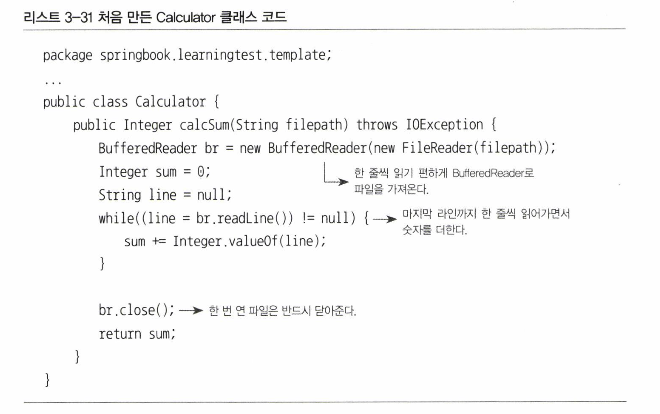 리스트 3-31 처음 만든 Calculator 클래스 코드
package springbook.learningtest.template;
...
public class Calculator {
public Integer calcSum(String filepath) throws IOException {
BufferedReader br = new BufferedReader(new FileReader(filepath));
Integer sum = 0;
한 줄씩 읽기 편하게 BufferedReader로
파일을 가져온다.
String line = null;
while((line = br.readLine()) != null) {
마지막 라인까지 한 줄씩 읽어가면서
숫자를 더한다.
sum += Integer.valueOf(line);
}
br.close(); → 한 번 연 파일은 반드시 닫아준다.
return sum;
}
}